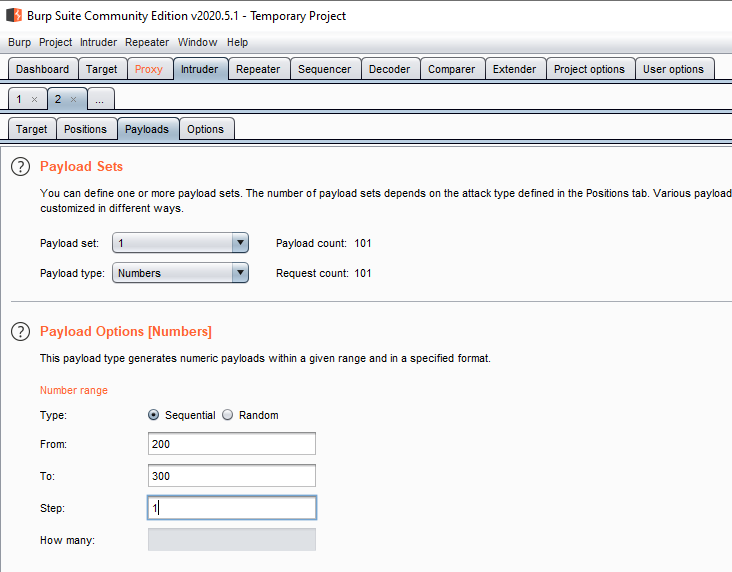 Burp Suite Community Edition v2020.5.1 - Temporary Project
Burp Project Intruder Repeater Window Help
Dashboard Target Proxy Intruder Repeater Sequencer Decoder Comparer Extender Project options User options
1 × 2 × ...
Target Positions Payloads Options
? Payload Sets
You can define one or more payload sets. The number of payload sets depends on the attack type defined in the Positions tab. Various payload
customized in different ways.
Payload set: 1 Payload count: 101
Payload type: Numbers Request count: 101
? Payload Options [Numbers]
This payload type generates numeric payloads within a given range and in a specified format.
Number range
Type: Sequential Random
From: 200
To: 300
Step: 1
How many: